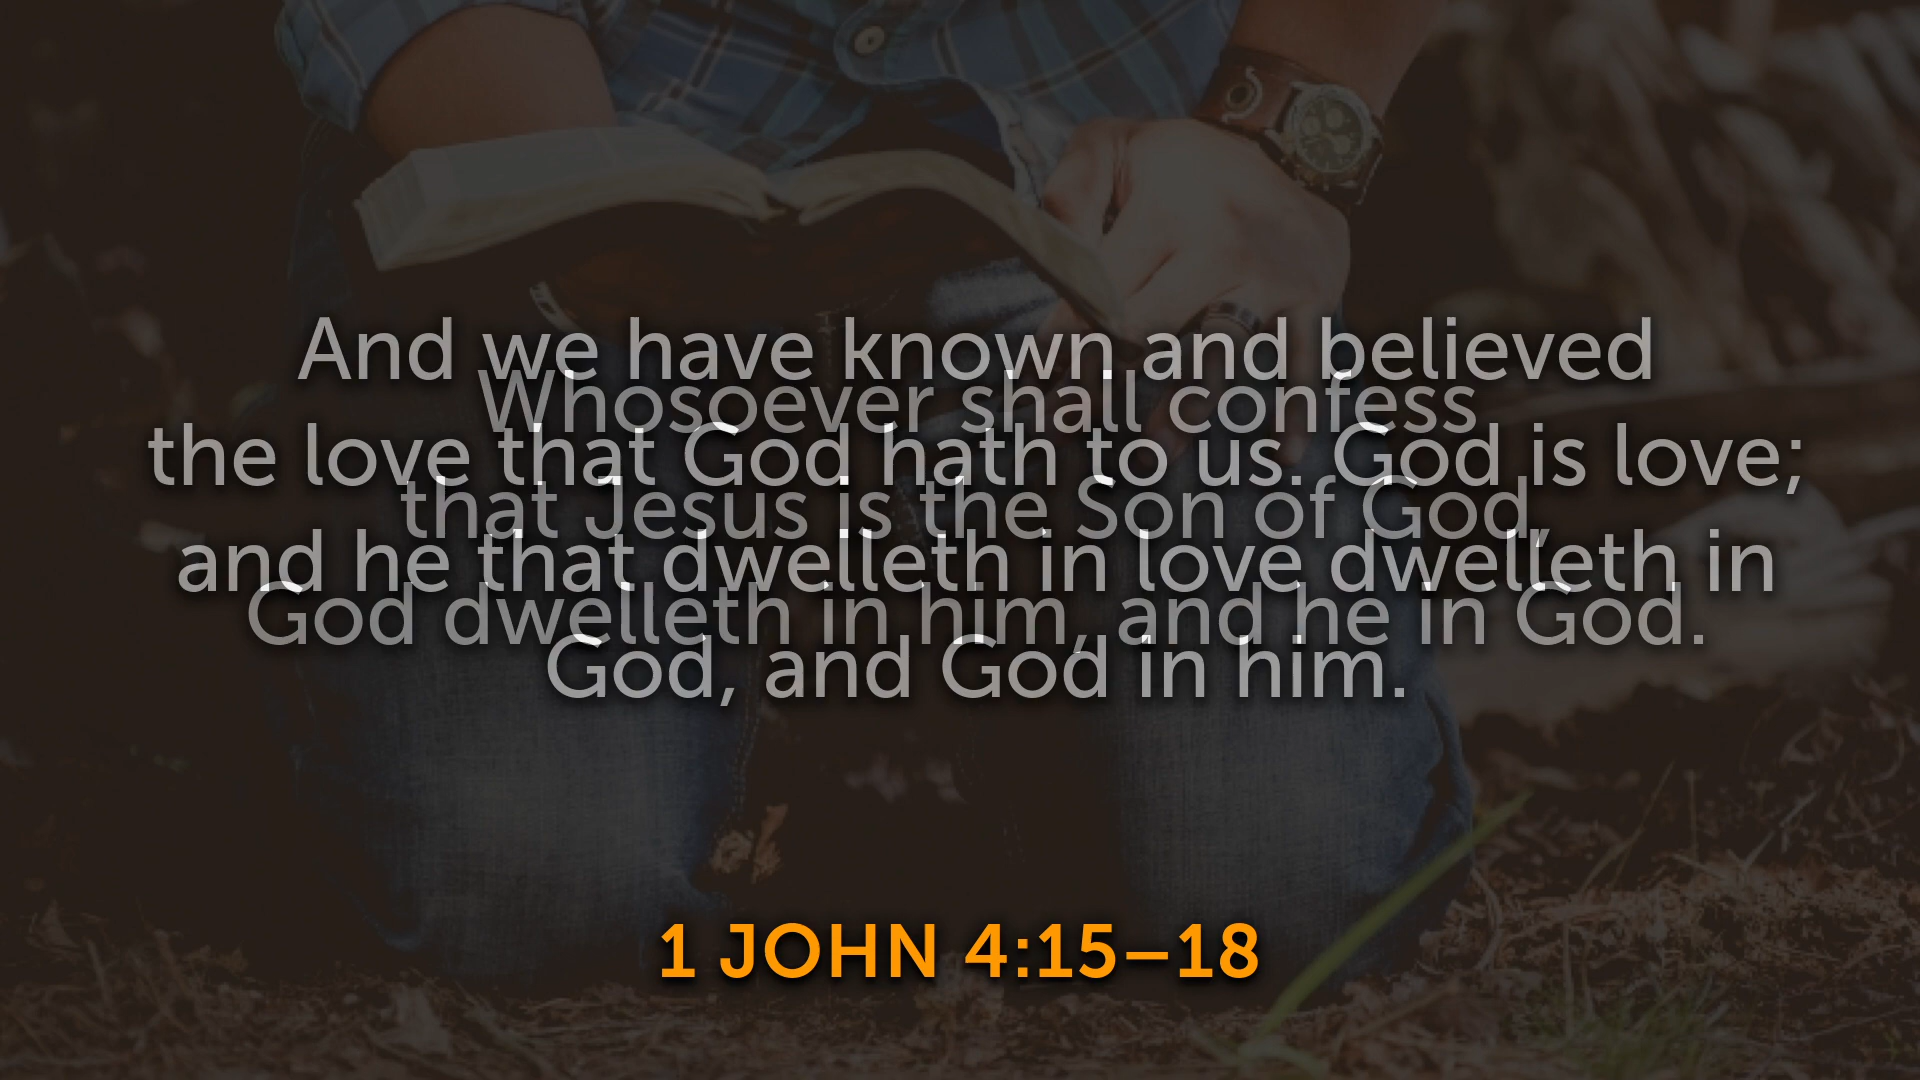 And we have known and believed
Whosoever shall confess
the love that God hath to us. God is love;
that Jesus is the Son of God,
and he that dwelleth in love dwelleth in
God dwelleth in him, and he in God.
God, and God in him.
1 JOHN 4:15–18